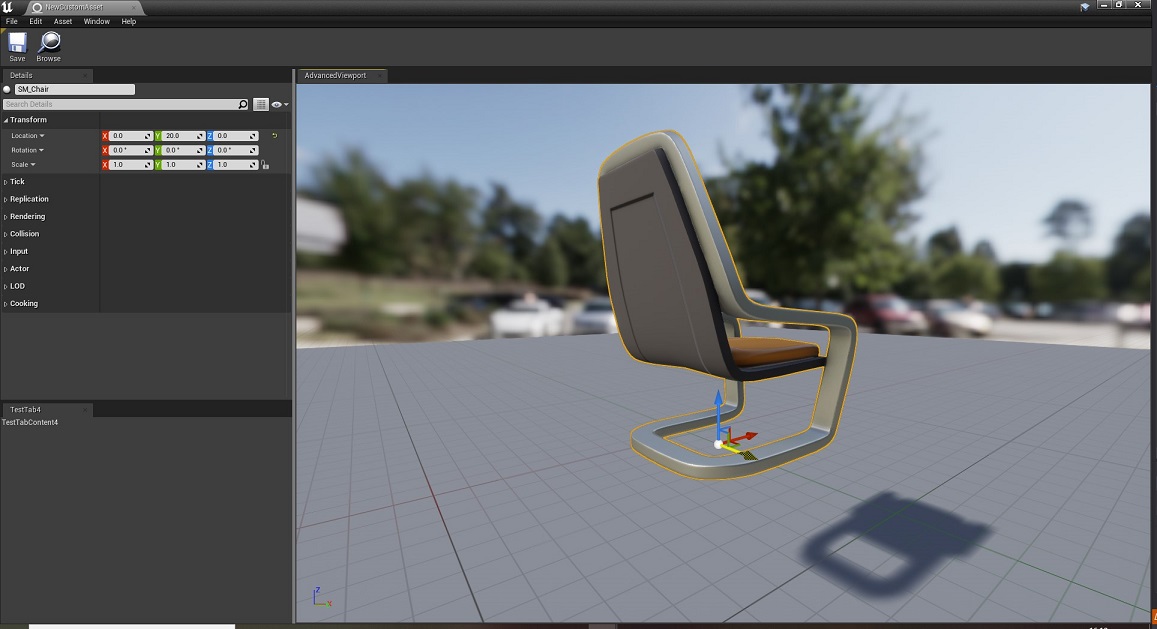 NewCustomAsset
File Edit Asset Window Help
Save Browse
Details
SM_Chair
Search Details
Transform
Location X 0.0 Y 20.0 Z 0.0
Rotation X 0.0° Y 0.0° Z 0.0°
Scale X 1.0 Y 1.0 Z 1.0
Tick
Replication
Rendering
Collision
Input
Actor
LOD
Cooking
TestTab4
TestTabContent4
AdvancedViewport
Z
X